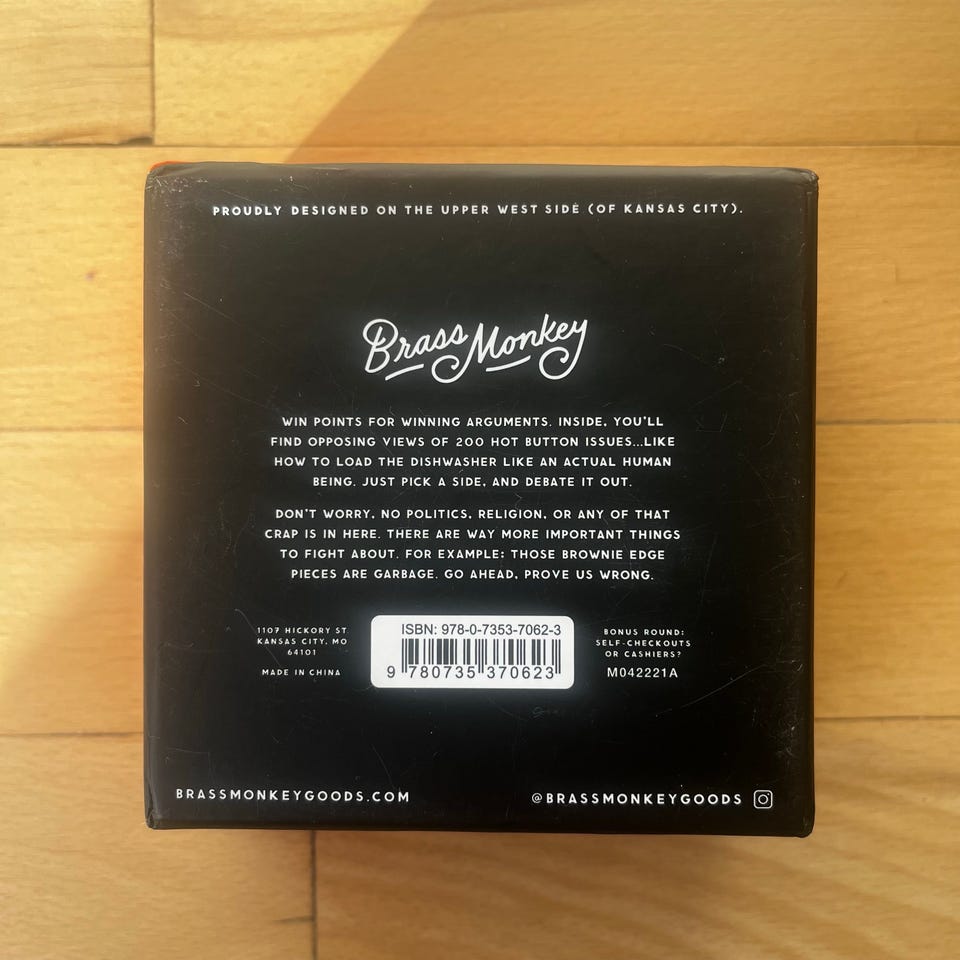 PROUDLY DESIGNED ON THE UPPER WEST SIDE (OF KANSAS CITY).
Brass Monkey
WIN POINTS FOR WINNING ARGUMENTS. INSIDE, YOU'LL
FIND OPPOSING VIEWS OF 200 HOT BUTTON ISSUES...LIKE
HOW TO LOAD THE DISHWASHER LIKE AN ACTUAL HUMAN
BEING. JUST PICK A SIDE, AND DEBATE IT OUT.
DON'T WORRY, NO POLITICS, RELIGION, OR ANY OF THAT
CRAP IS IN HERE. THERE ARE WAY MORE IMPORTANT THINGS
TO FIGHT ABOUT. FOR EXAMPLE: THOSE BROWNIE EDGE
PIECES ARE GARBAGE. GO AHEAD, PROVE US WRONG.
1107 HICKORY ST
KANSAS CITY, MO
64101
MADE IN CHINA
ISBN: 978-0-7353-7062-3
9 780735 370623
BONUS ROUND:
SELF-CHECKOUTS
OR CASHIERS?
M042221A
BRASSMONKEYGOODS.COM
@BRASSMONKEYGOODS